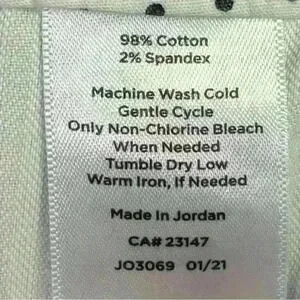 98% Cotton
2% Spandex
Machine Wash Cold
Gentle Cycle
Only Non-Chlorine Bleach
When Needed
Tumble Dry Low
Warm Iron, If Needed
Made In Jordan
CA# 23147
JO3069 01/21